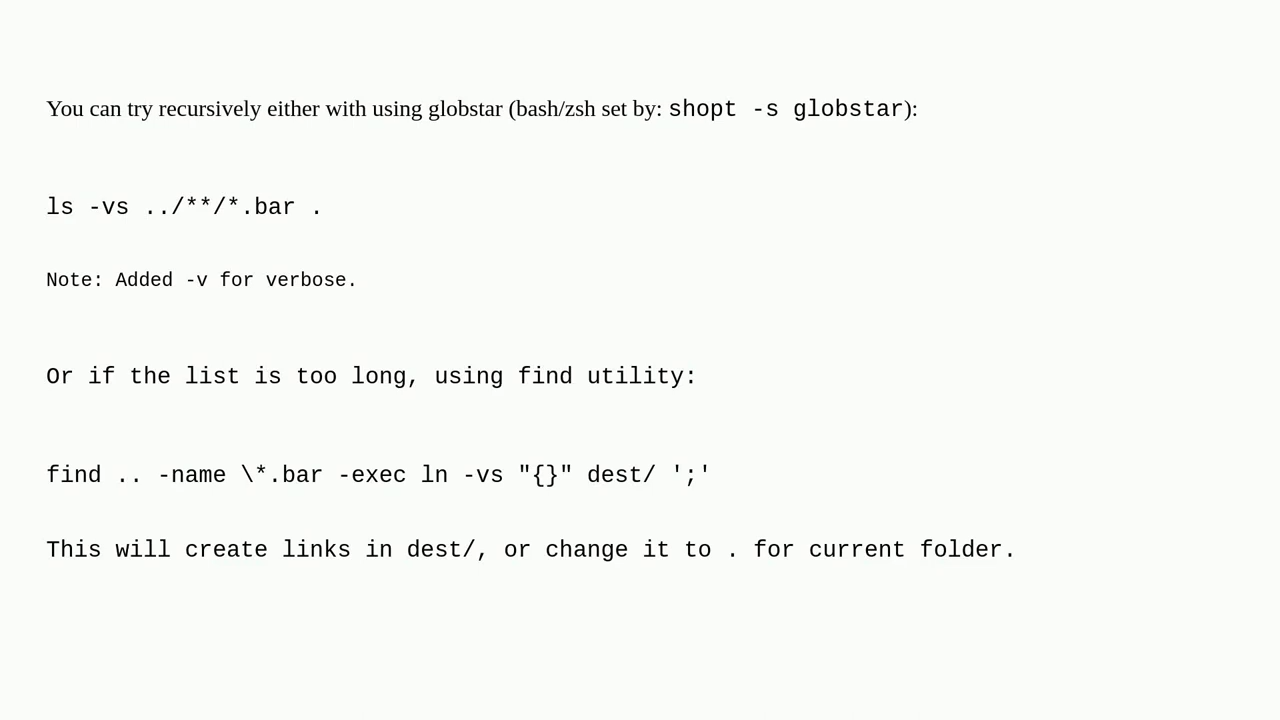 You can try recursively either with using globstar (bash/zsh set by: shopt -s globstar):
ls -vs ../**/*.bar .
Note: Added -v for verbose.
Or if the list is too long, using find utility:
find .. -name \*.bar -exec ln -vs "{}" dest/ ';'
This will create links in dest/, or change it to . for current folder.